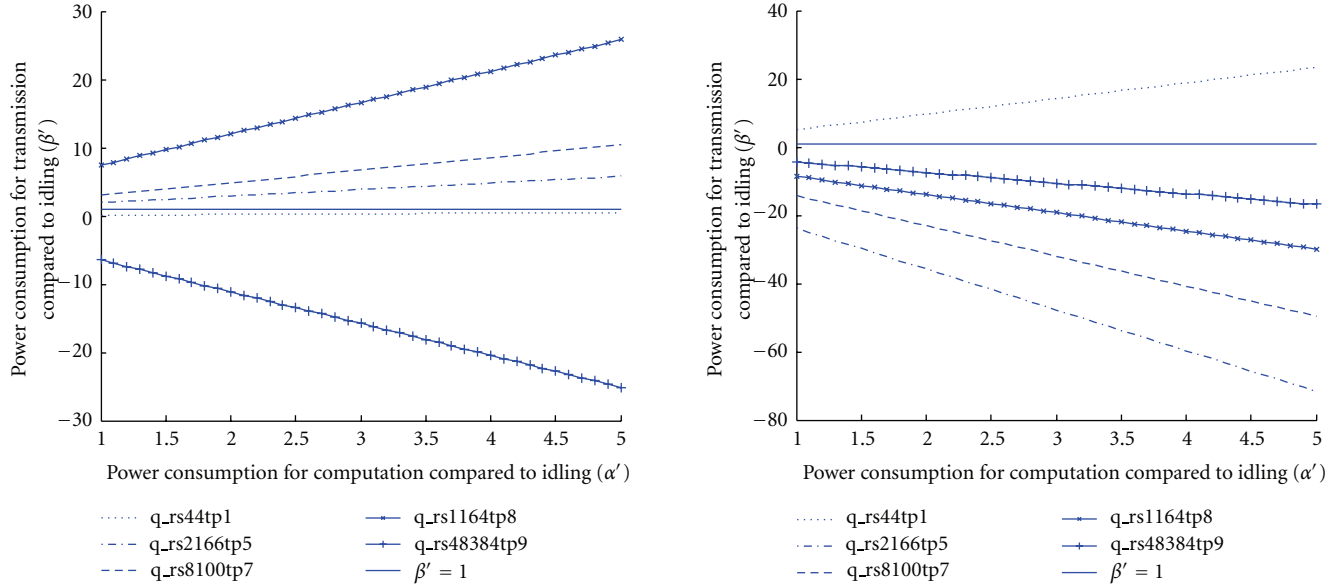 30
20
10
0
−10
−20
−30
1
1.5
2
2.5
3
3.5
4
4.5
5
Power consumption for transmission
compared to idling (β′)
Power consumption for computation compared to idling (α′)
q_rs44tp1
q_rs2166tp5
q_rs8100tp7
q_rs1164tp8
q_rs48384tp9
β′ = 1
40
20
0
−20
−40
−60
−80
1
1.5
2
2.5
3
3.5
4
4.5
5
Power consumption for transmission
compared to idling (β′)
Power consumption for computation compared to idling (α′)
q_rs44tp1
q_rs2166tp5
q_rs8100tp7
q_rs1164tp8
q_rs48384tp9
β′ = 1